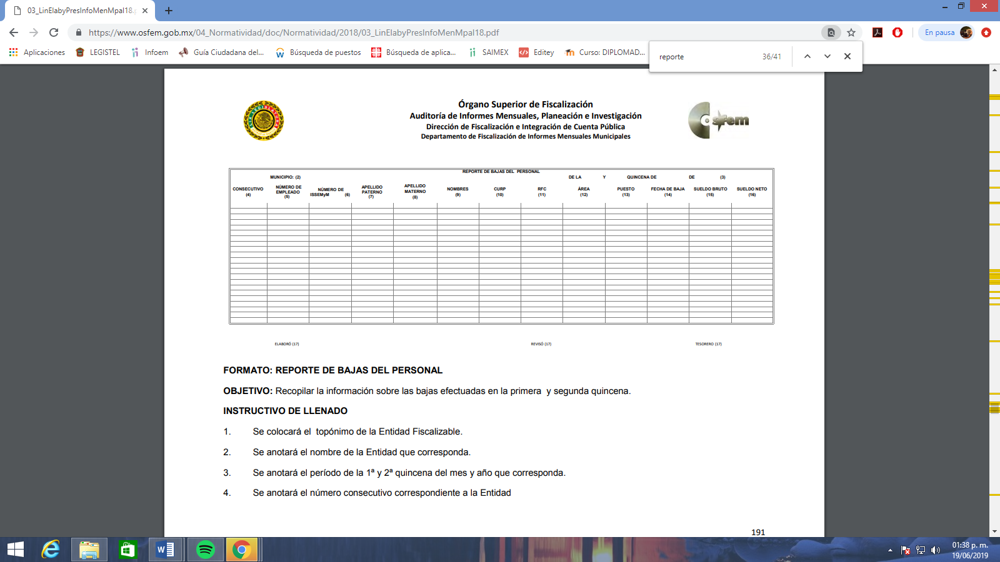 03_LinElabyPresInfoMenMpal18.p
https://www.osfem.gob.mx/04_Normatividad/doc/Normatividad/2018/03_LinElabyPresInfoMenMpal18.pdf
En pausa
Aplicaciones LEGISTEL Infoem Guía Ciudadana del... Búsqueda de puestos Búsqueda de aplica... SAIMEX Editey Curso: DIPLOMAD...
reporte 36/41
Órgano Superior de Fiscalización
Auditoría de Informes Mensuales, Planeación e Investigación
Dirección de Fiscalización e Integración de Cuenta Pública
Departamento de Fiscalización de Informes Mensuales Municipales
osfem
REPORTE DE BAJAS DEL PERSONAL
MUNICIPIO: (2) DE LA Y QUINCENA DE DE (3)
CONSECUTIVO (4) NÚMERO DE EMPLEADO (5) NÚMERO DE ISSEMyM (6) APELLIDO PATERNO (7) APELLIDO MATERNO (8) NOMBRES (9) CURP (10) RFC (11) ÁREA (12) PUESTO (13) FECHA DE BAJA (14) SUELDO BRUTO (15) SUELDO NETO (16)
ELABORÓ (17) REVISÓ (17) TESORERO (17)
FORMATO: REPORTE DE BAJAS DEL PERSONAL
OBJETIVO: Recopilar la información sobre las bajas efectuadas en la primera y segunda quincena.
INSTRUCTIVO DE LLENADO
1. Se colocará el topónimo de la Entidad Fiscalizable.
2. Se anotará el nombre de la Entidad que corresponda.
3. Se anotará el período de la 1ª y 2ª quincena del mes y año que corresponda.
4. Se anotará el número consecutivo correspondiente a la Entidad
191
01:38 p. m.
19/06/2019